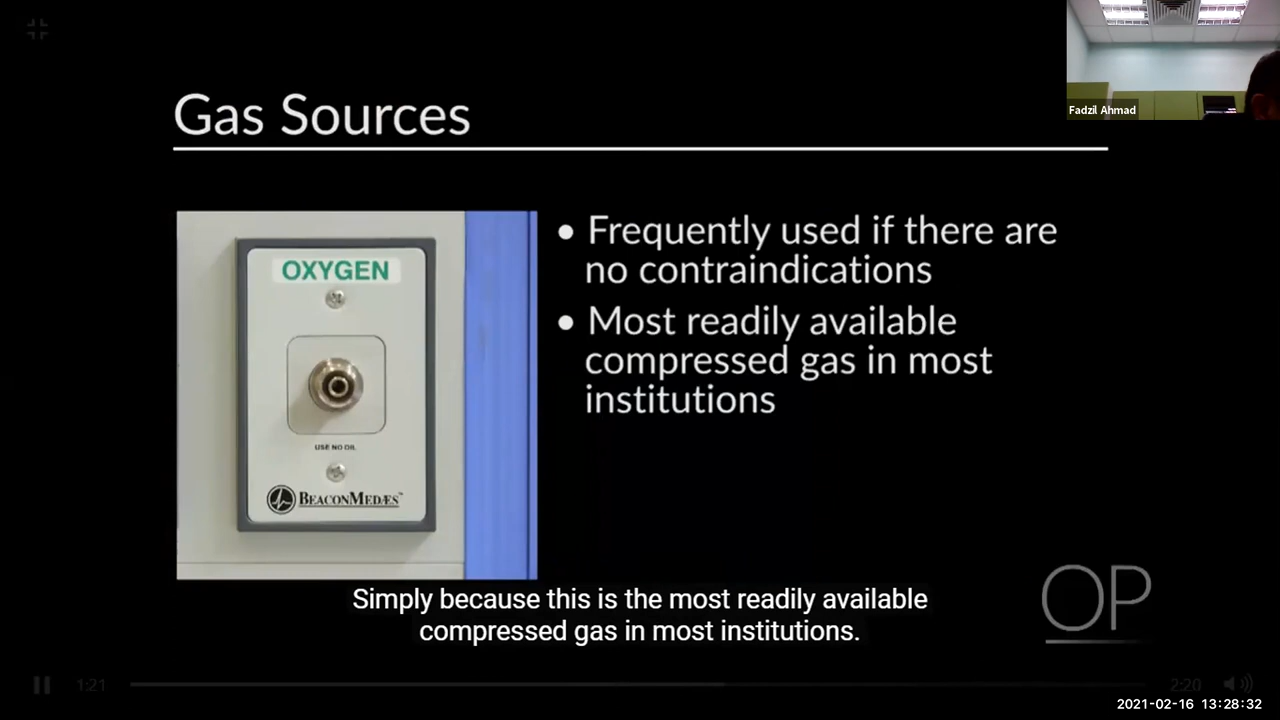 Fadzil Ahmad
Gas Sources
OXYGEN
USE NO OIL
BEACONMEDÆS™
• Frequently used if there are
no contraindications
• Most readily available
compressed gas in most
institutions
Simply because this is the most readily available
compressed gas in most institutions.
OP
1:21
2:20
2021-02-16 13:28:32